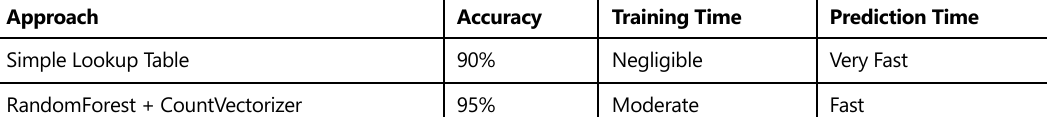 Approach Accuracy Training Time Prediction Time
Simple Lookup Table 90% Negligible Very Fast
RandomForest + CountVectorizer 95% Moderate Fast